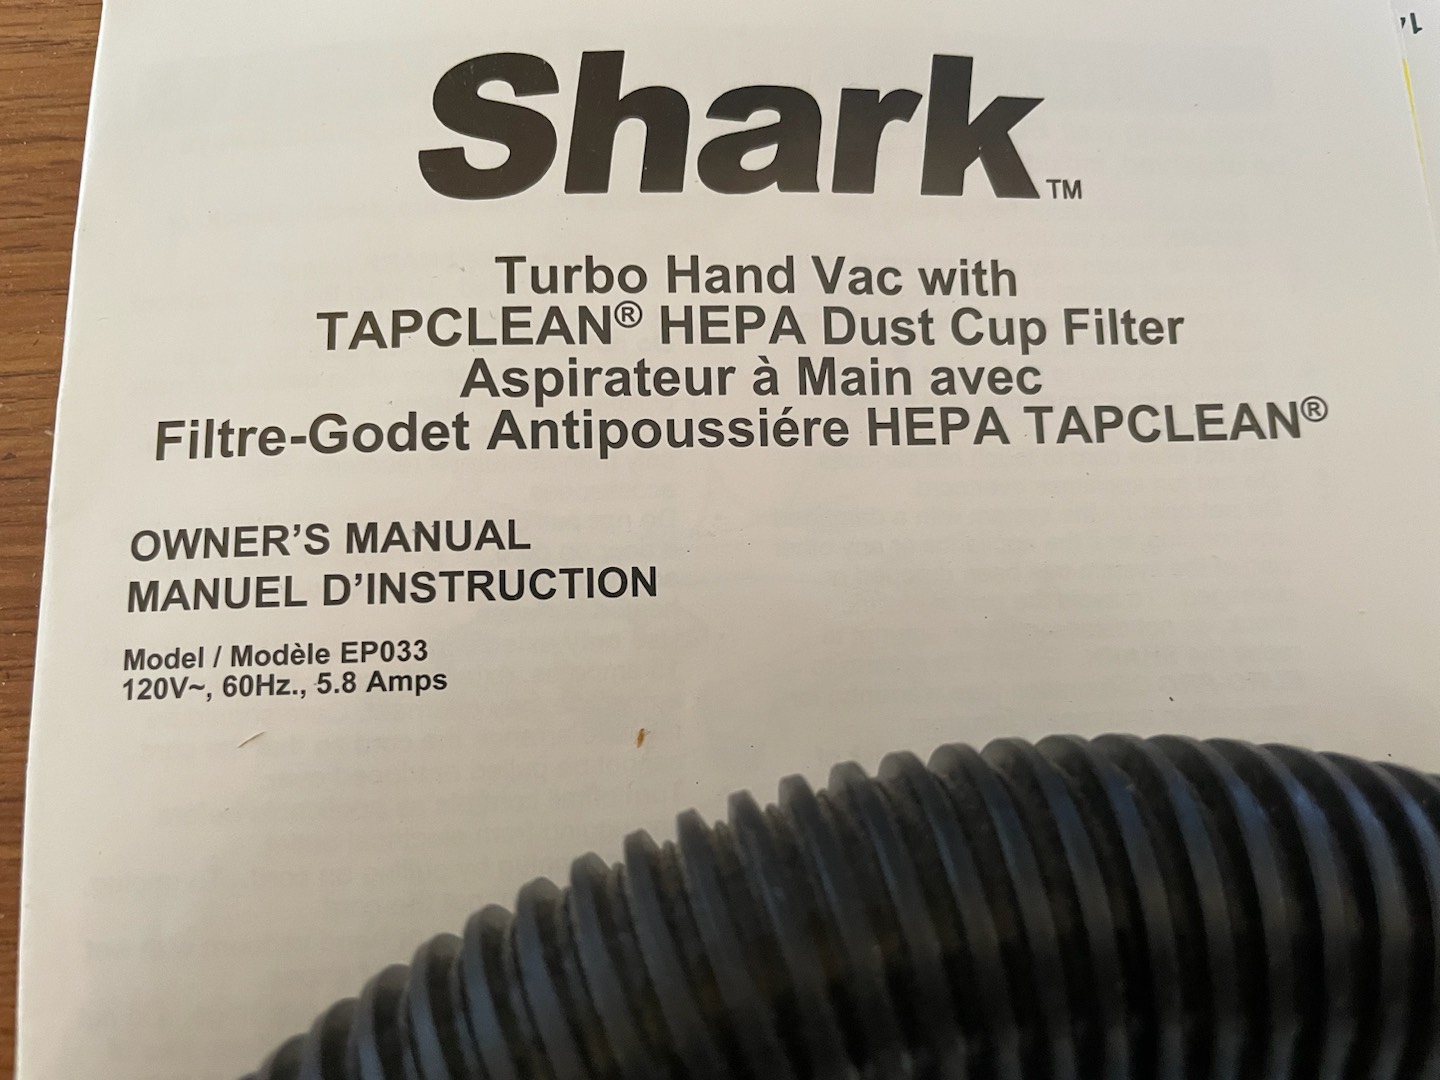 Shark™
Turbo Hand Vac with
TAPCLEAN® HEPA Dust Cup Filter
Aspirateur à Main avec
Filtre-Godet Antipoussiére HEPA TAPCLEAN®
OWNER’S MANUAL
MANUEL D’INSTRUCTION
Model / Modèle EP033
120V~, 60Hz., 5.8 Amps